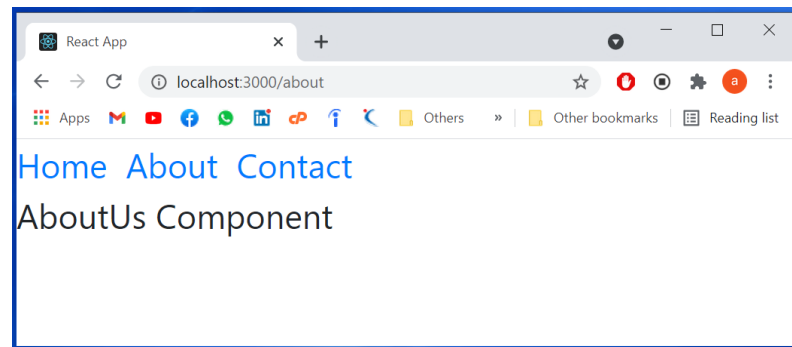 React App
localhost:3000/about
a
Apps
Others
»
Other bookmarks
Reading list
Home About Contact
AboutUs Component